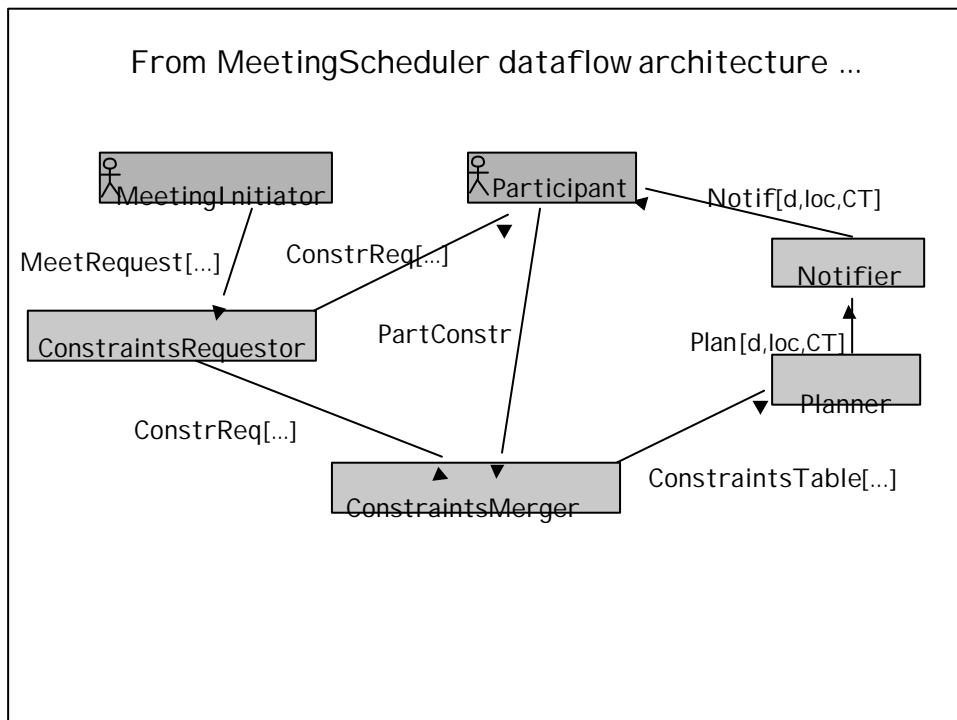 From MeetingScheduler dataflow architecture ...
MeetingInitiator
Participant
Notif[d,loc,CT]
MeetRequest[...]
ConstrReq[...]
Notifier
ConstraintsRequestor
PartConstr
Plan[d,loc,CT]
Planner
ConstrReq[...]
ConstraintsTable[...]
ConstraintsMerger